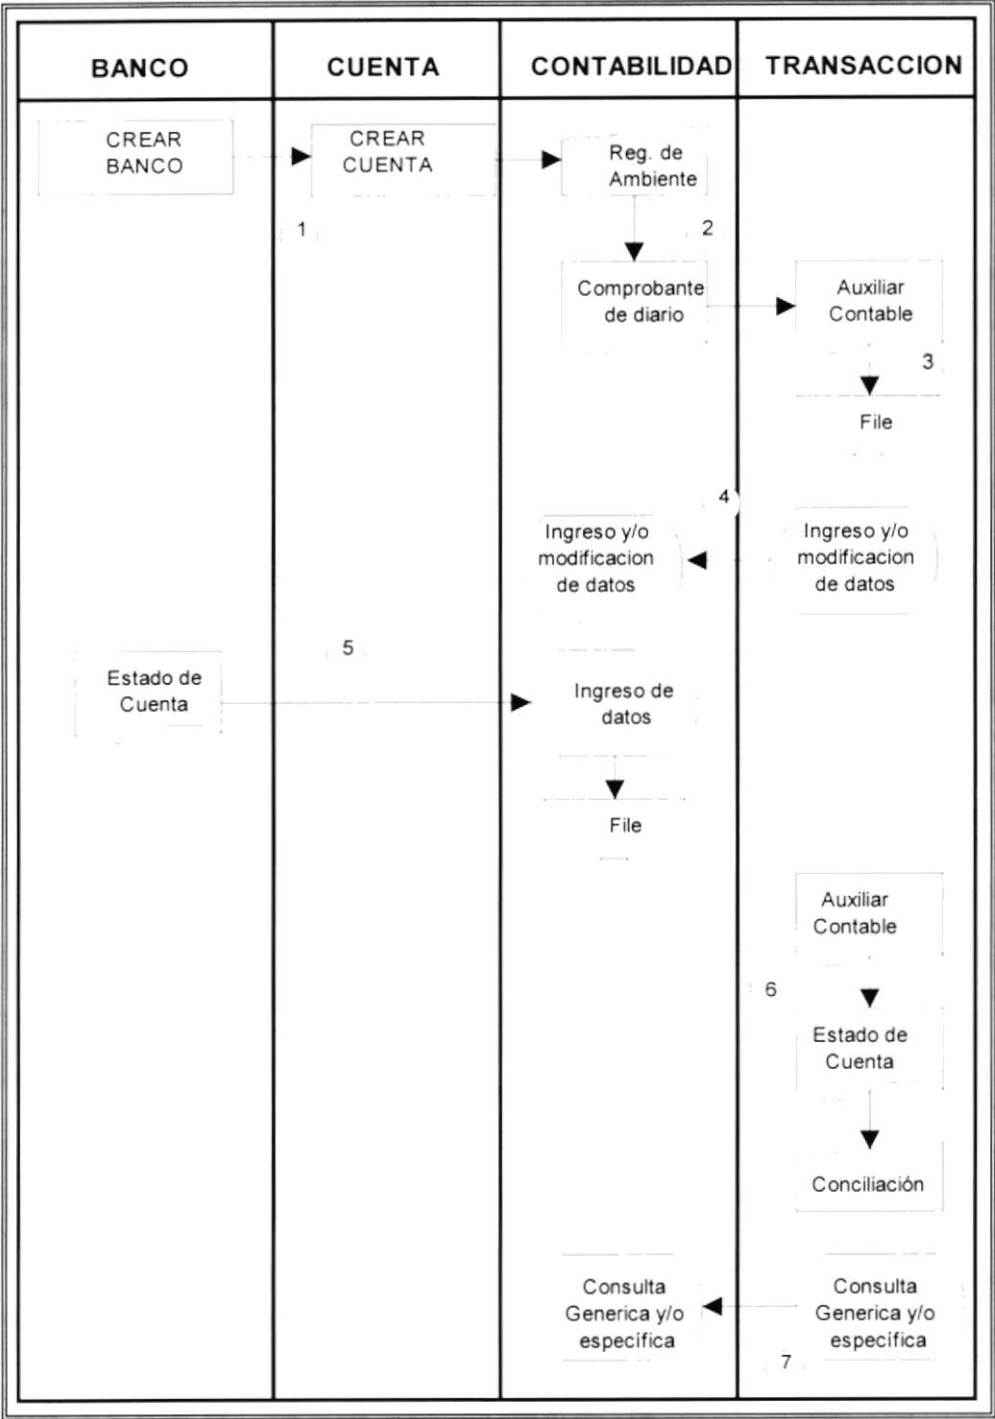 BANCO
CUENTA
CONTABILIDAD
TRANSACCION
CREAR
BANCO
CREAR
CUENTA
Reg. de
Ambiente
1
2
Comprobante
de diario
Auxiliar
Contable
3
File
4
Ingreso y/o
modificacion
de datos
Ingreso y/o
modificacion
de datos
5
Estado de
Cuenta
Ingreso de
datos
File
Auxiliar
Contable
6
Estado de
Cuenta
Conciliación
Consulta
Generica y/o
específica
Consulta
Generica y/o
específica
7